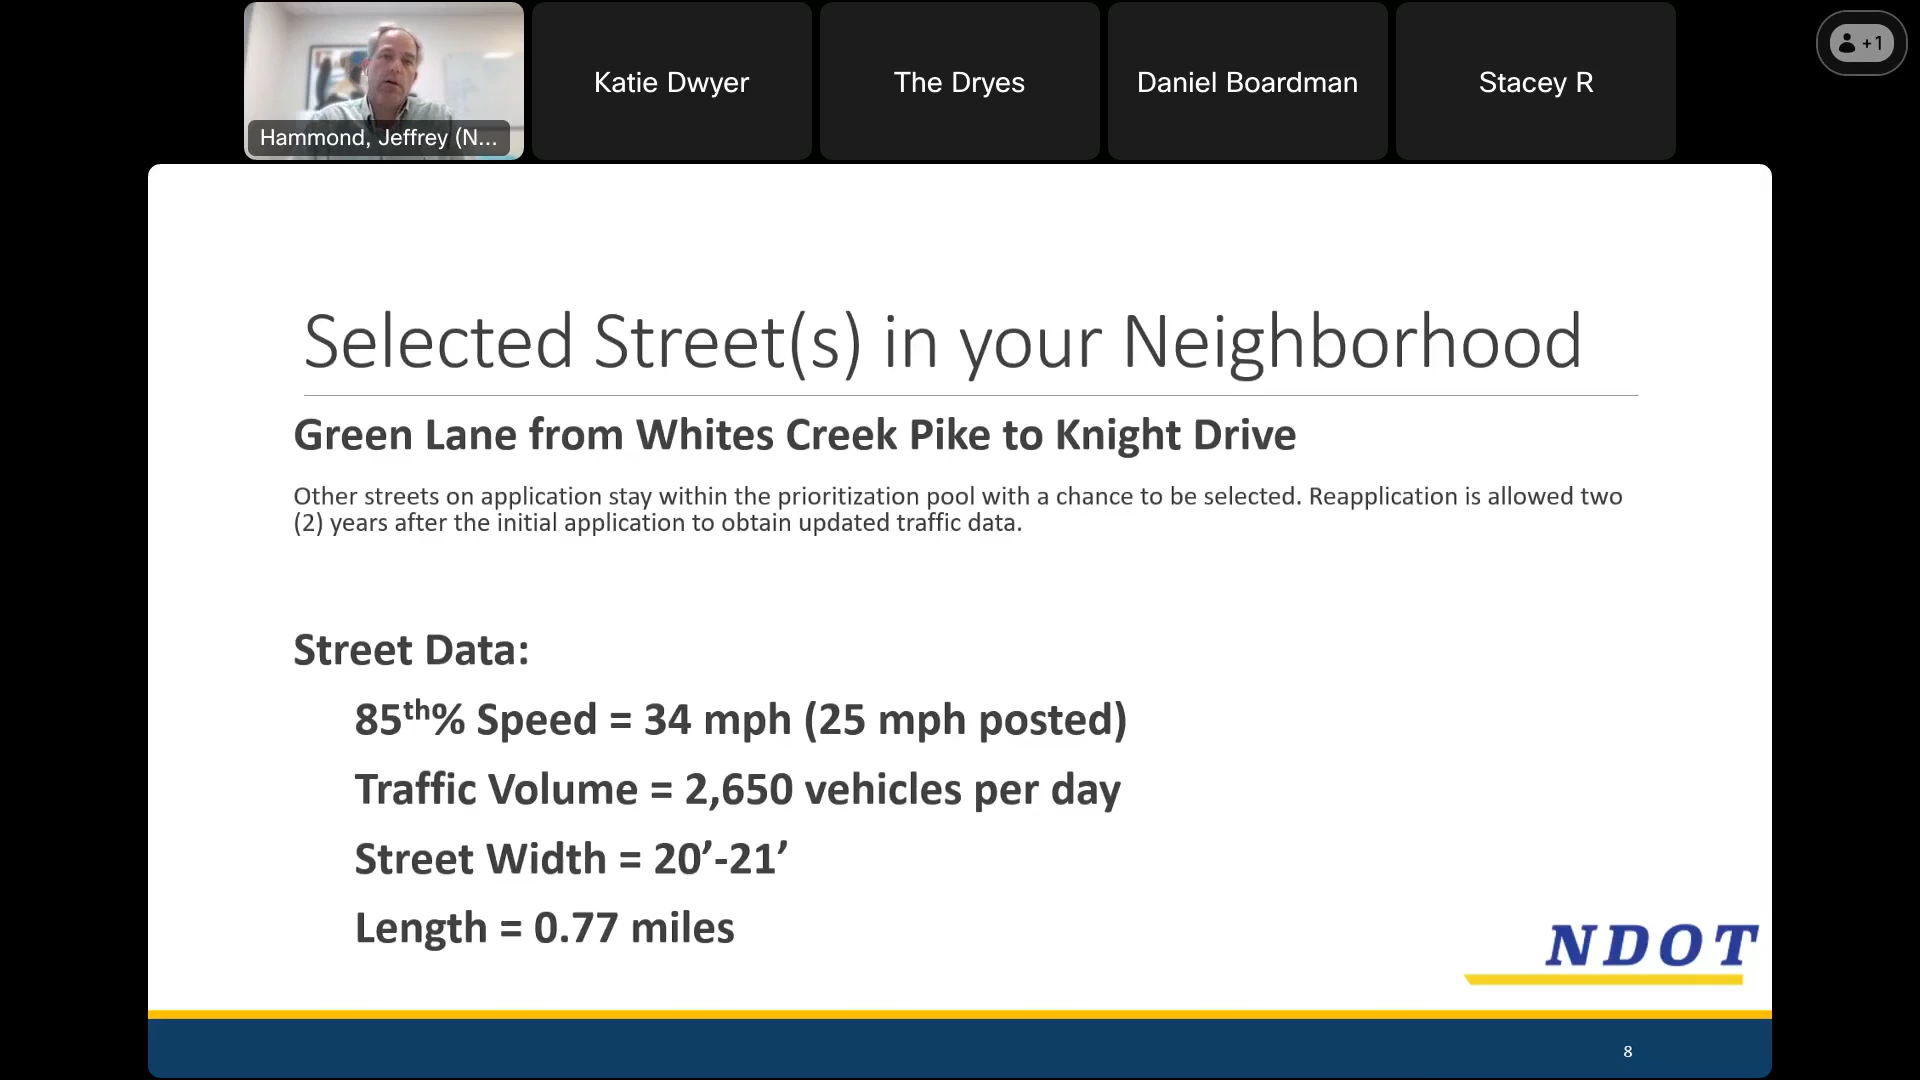 Hammond, Jeffrey (N...
Katie Dwyer
The Dryes
Daniel Boardman
Stacey R
+1
Selected Street(s) in your Neighborhood
Green Lane from Whites Creek Pike to Knight Drive
Other streets on application stay within the prioritization pool with a chance to be selected. Reapplication is allowed two
(2) years after the initial application to obtain updated traffic data.
Street Data:
85th% Speed = 34 mph (25 mph posted)
Traffic Volume = 2,650 vehicles per day
Street Width = 20’-21’
Length = 0.77 miles
NDOT
8